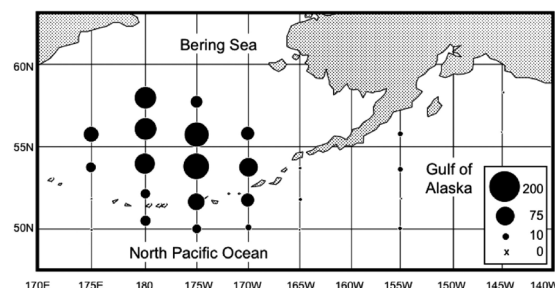 Bering Sea
60N
55N
Gulf of
Alaska
200
75
10
x 0
50N
North Pacific Ocean
170E 175E 180 175W 170W 165W 160W 155W 150W 145W 140W